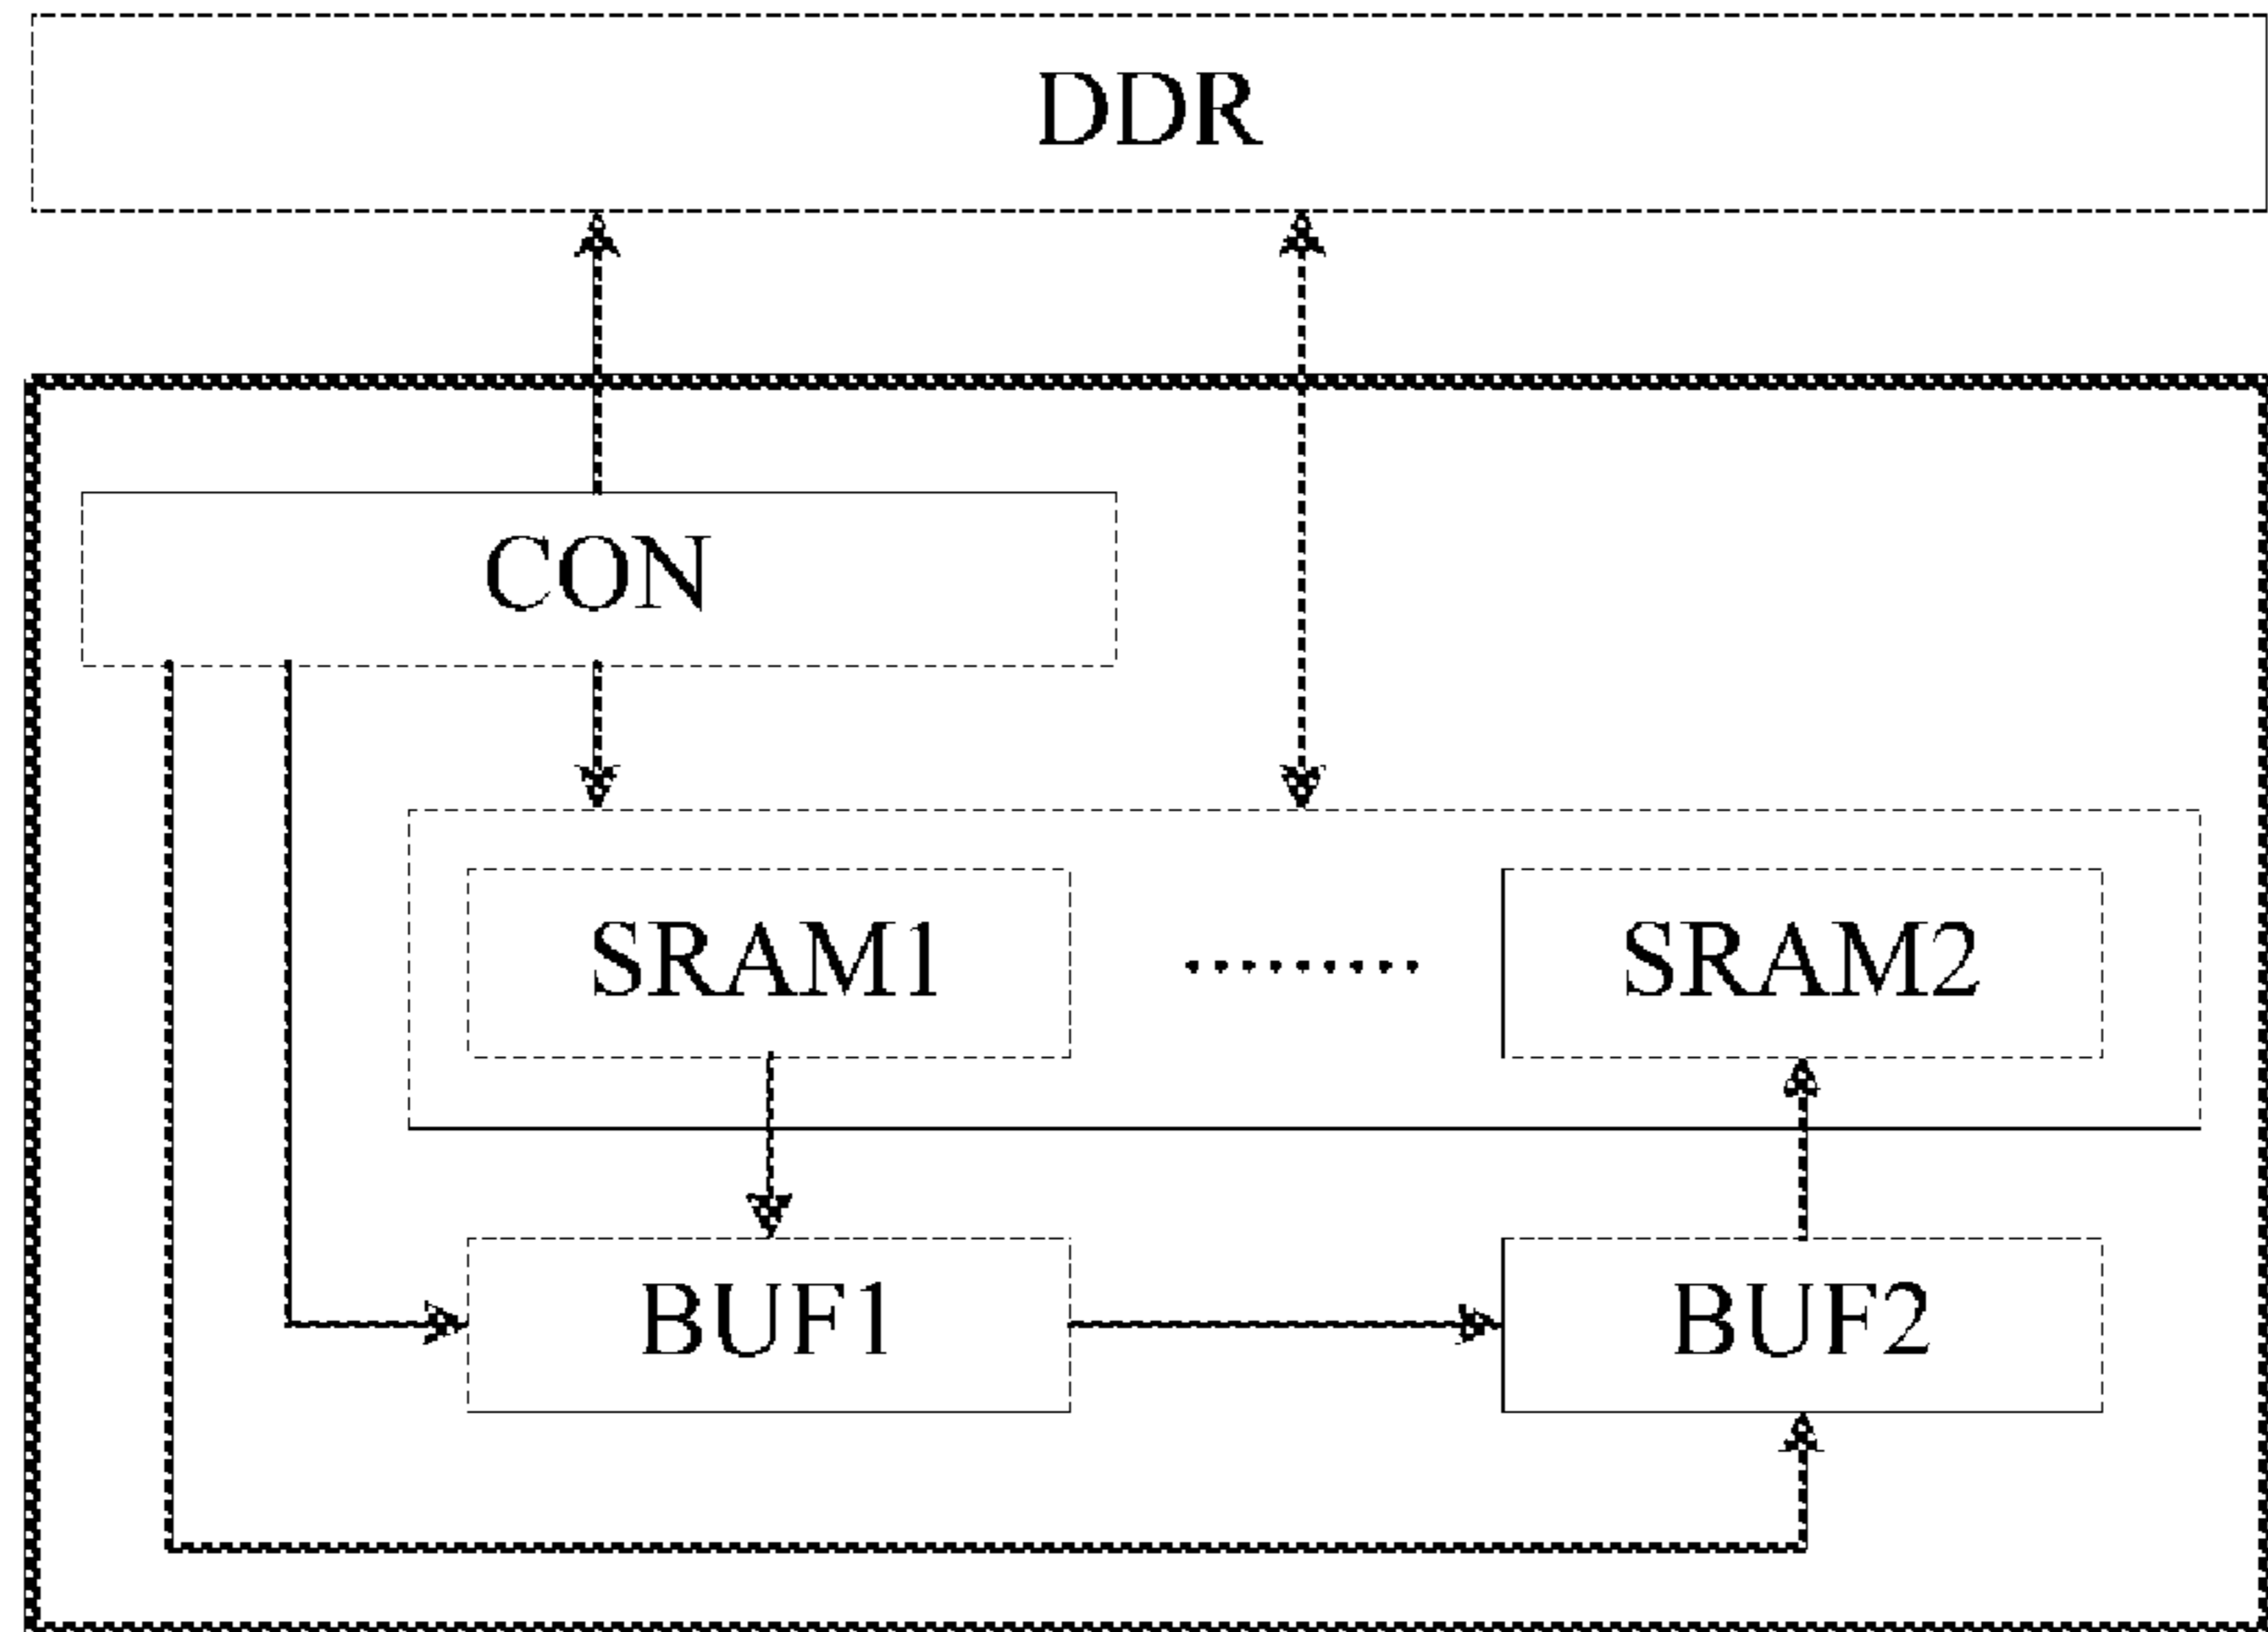 DDR
CON
SRAM1 ......... SRAM2
BUF1 BUF2